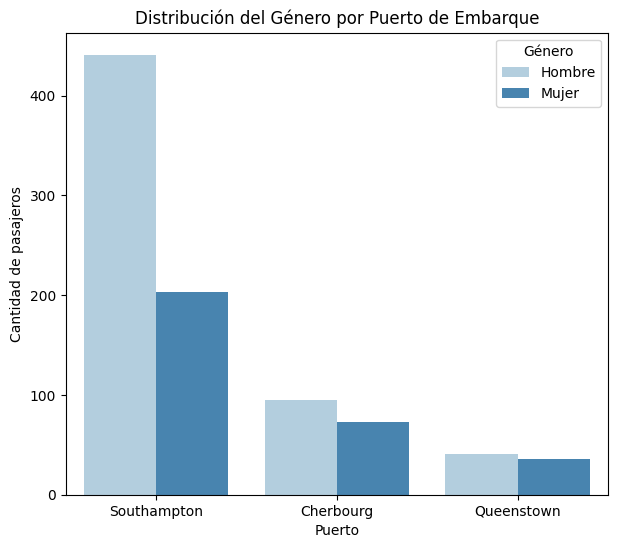 Distribución del Género por Puerto de Embarque
Género
Hombre
Mujer
Cantidad de pasajeros
400
300
200
100
0
Southampton
Cherbourg
Queenstown
Puerto